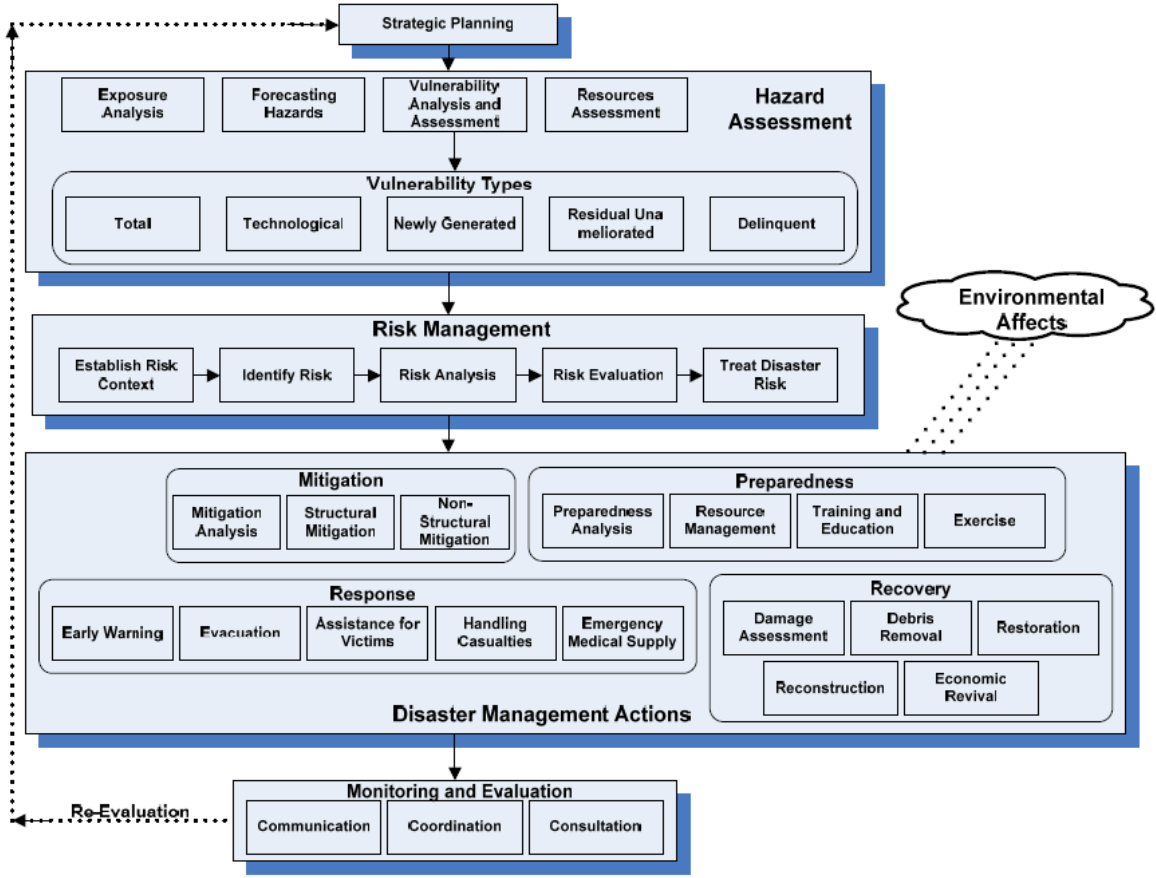 Strategic Planning
Exposure
Analysis
Forecasting
Hazards
Vulnerability
Analysis and
Assessment
Resources
Assessment
Hazard
Assessment
Vulnerability Types
Total
Technological
Newly Generated
Residual Una
meliorated
Delinquent
Environmental
Affects
Risk Management
Establish Risk
Context
Identify Risk
Risk Analysis
Risk Evaluation
Treat Disaster
Risk
Mitigation
Mitigation
Analysis
Structural
Mitigation
Non-
Structural
Mitigation
Preparedness
Preparedness
Analysis
Resource
Management
Training and
Education
Exercise
Response
Early Warning
Evacuation
Assistance for
Victims
Handling
Casualties
Emergency
Medical Supply
Recovery
Damage
Assessment
Debris
Removal
Restoration
Reconstruction
Economic
Revival
Disaster Management Actions
Monitoring and Evaluation
Communication
Coordination
Consultation
Re-Evaluation